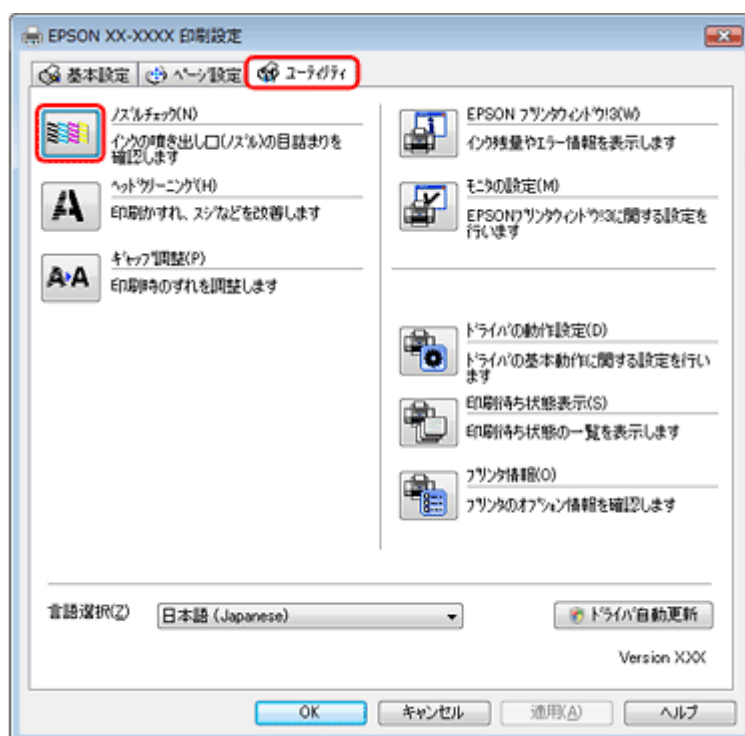 EPSON XX-XXXX 印刷設定
基本設定
ページ設定
ユーティリティ
ノズルチェック(N)
インクの噴き出し口(ノズル)の目詰まりを
確認します
ヘッドクリーニング(H)
印刷かすれ、スジなどを改善します
ギャップ調整(P)
印刷時のずれを調整します
EPSON プリンタウィンドウ!3(W)
インク残量やエラー情報を表示します
モニタの設定(M)
EPSONプリンタウィンドウ!3に関する設定を
行います
ドライバの動作設定(D)
ドライバの基本動作に関する設定を行い
ます
印刷待ち状態表示(S)
印刷待ち状態の一覧を表示します
プリンタ情報(O)
プリンタのオプション情報を確認します
言語選択(Z)
日本語 (Japanese)
ドライバ自動更新
Version XXX
OK
キャンセル
適用(A)
ヘルプ